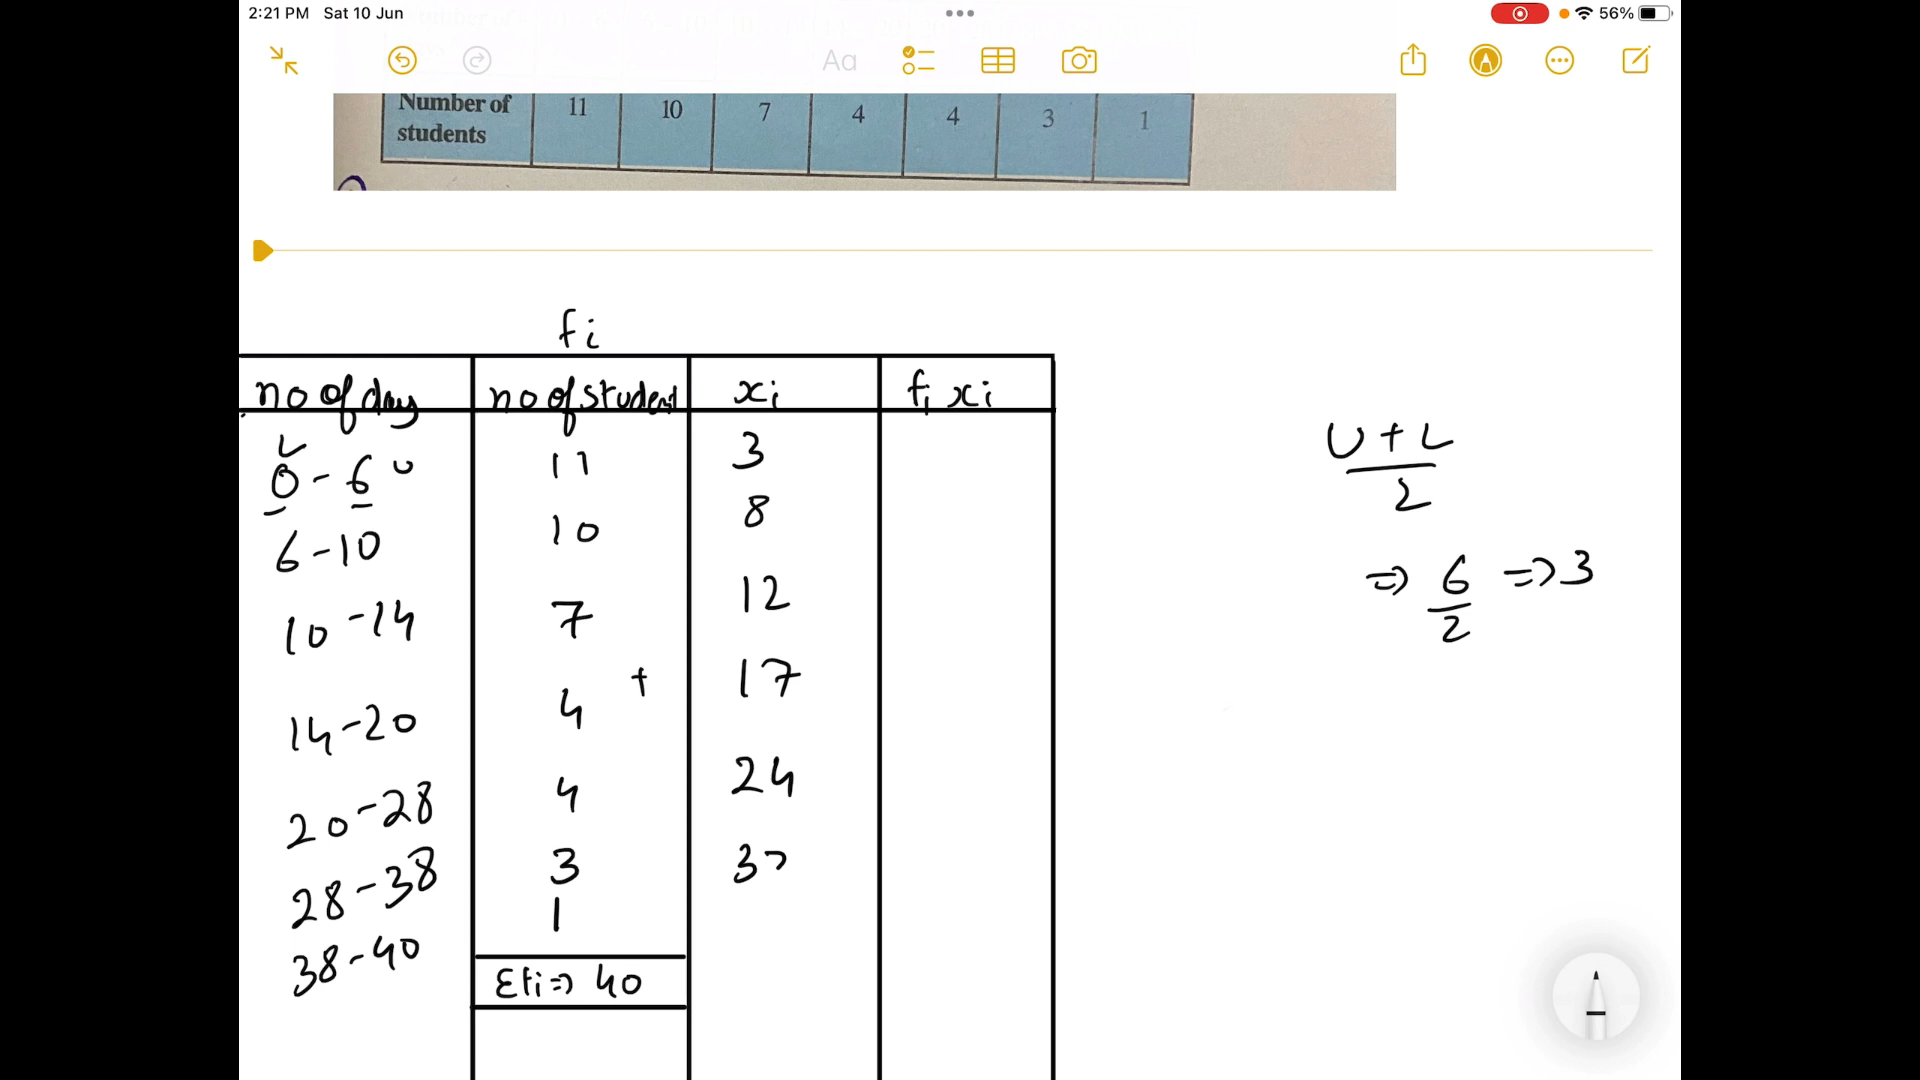 2:21 PM Sat 10 Jun
56%
Aa
Number of students 11 10 7 4 4 3 1
fi
no of day no of student xi fi xi
L
0 - 6 U 11 3
6 - 10 10 8
10 - 14 7 12
14 - 20 4 + 17
20 - 28 4 24
28 - 38 3 3
38 - 40 1
Σfi ⇒ 40
U + L
2
⇒ 6 ⇒ 3
2